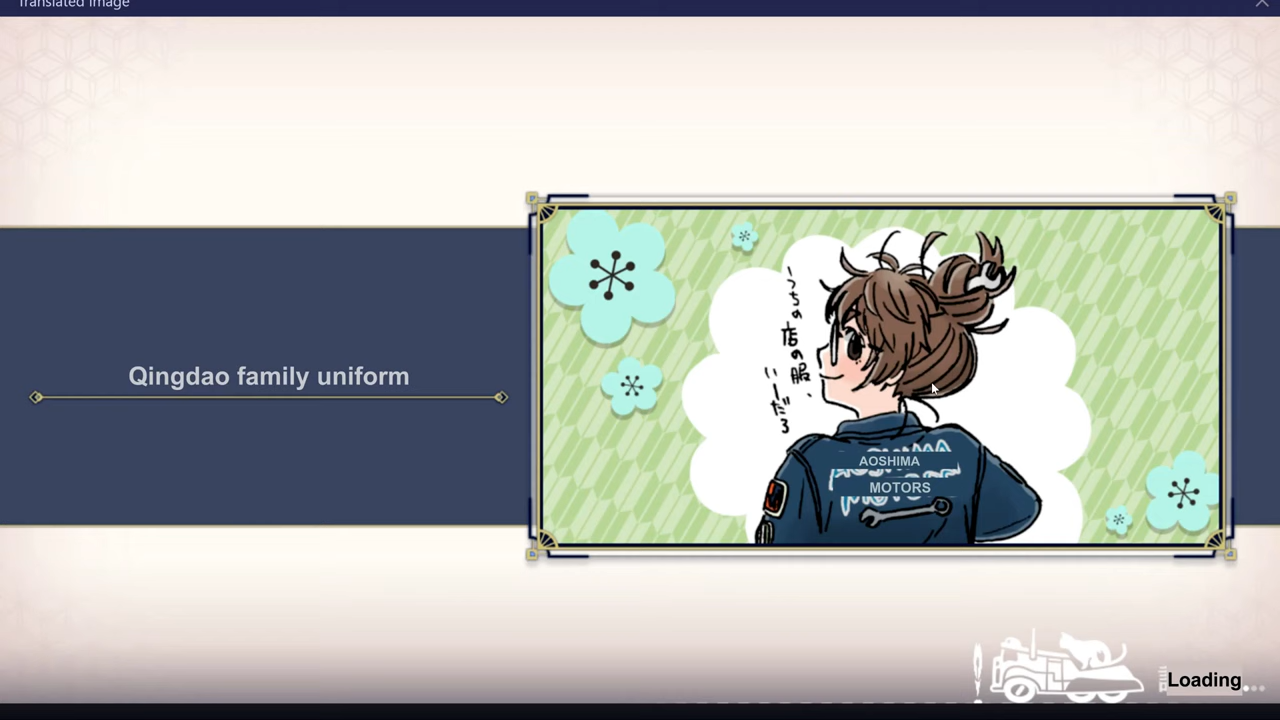 Translated Image
Qingdao family uniform
うちの店の服、
いーだろ
AOSHIMA
MOTORS
Loading